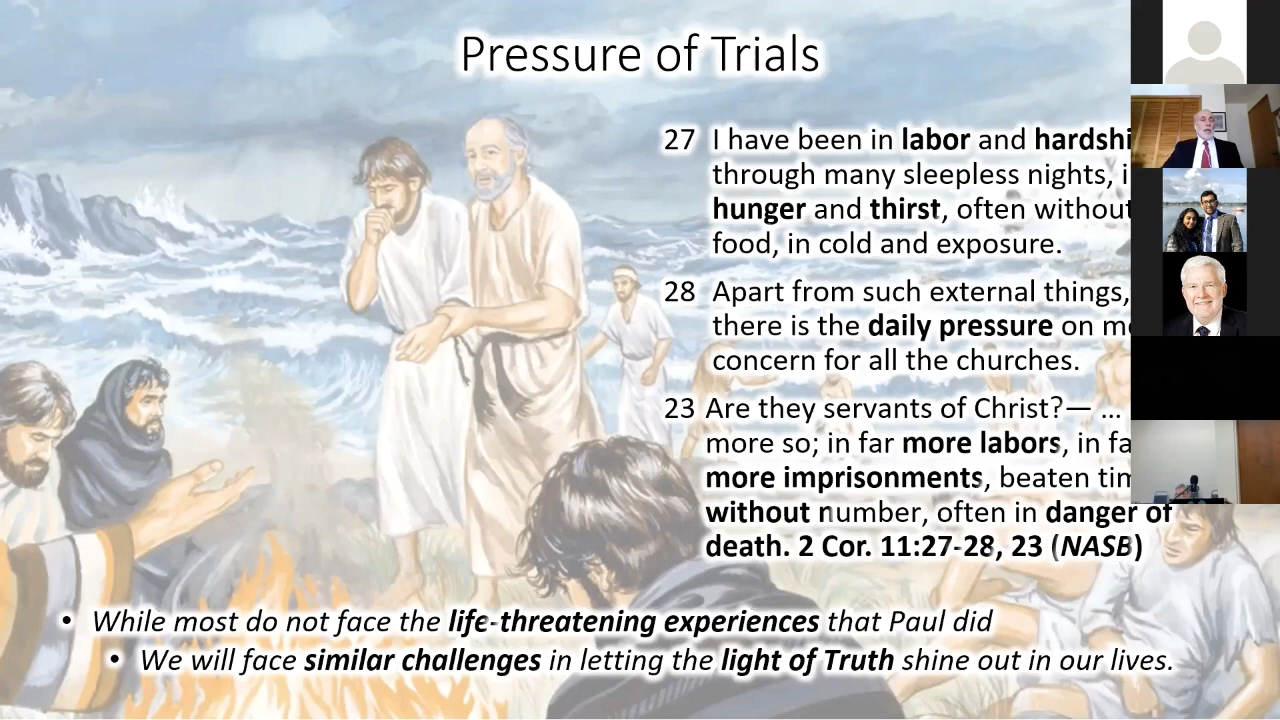 Pressure of Trials
27 I have been in labor and hardshi
through many sleepless nights, i
hunger and thirst, often without
food, in cold and exposure.
28 Apart from such external things,
there is the daily pressure on m
concern for all the churches.
23 Are they servants of Christ?— …
more so; in far more labors, in fa
more imprisonments, beaten tim
without number, often in danger of
death. 2 Cor. 11:27-28, 23 (NASB)
• While most do not face the life-threatening experiences that Paul did
• We will face similar challenges in letting the light of Truth shine out in our lives.